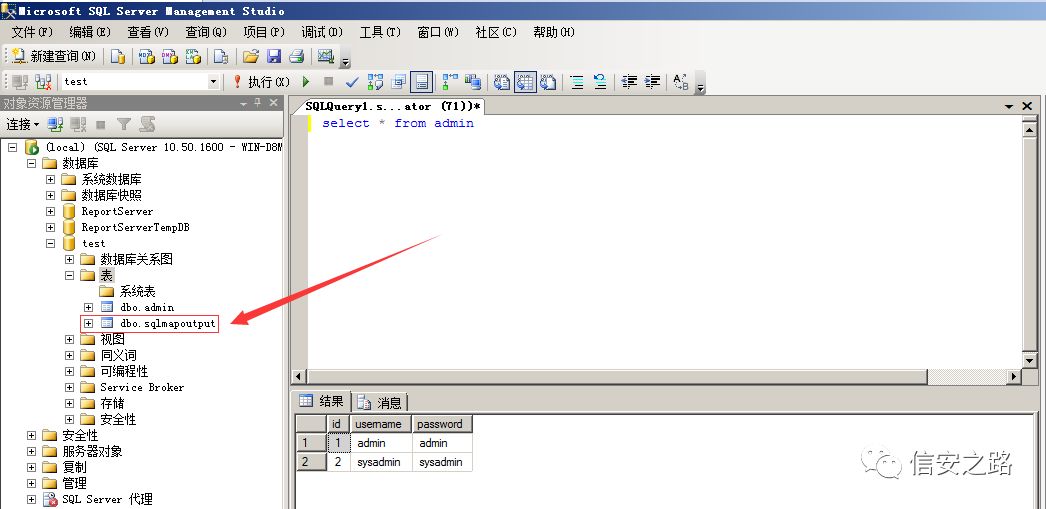 Microsoft SQL Server Management Studio
文件(F) 编辑(E) 查看(V) 查询(Q) 项目(P) 调试(D) 工具(T) 窗口(W) 社区(C) 帮助(H)
新建查询(N)
test 执行(X)
对象资源管理器
连接
(local) (SQL Server 10.50.1600 - WIN-D8M
数据库
系统数据库
数据库快照
ReportServer
ReportServerTempDB
test
数据库关系图
表
系统表
dbo.admin
dbo.sqlmapoutput
视图
同义词
可编程性
Service Broker
存储
安全性
安全性
服务器对象
复制
管理
SQL Server 代理
SQLQuery1.s...ator (71))*
select * from admin
结果 消息
id username password
1 1 admin admin
2 2 sysadmin sysadmin
信安之路